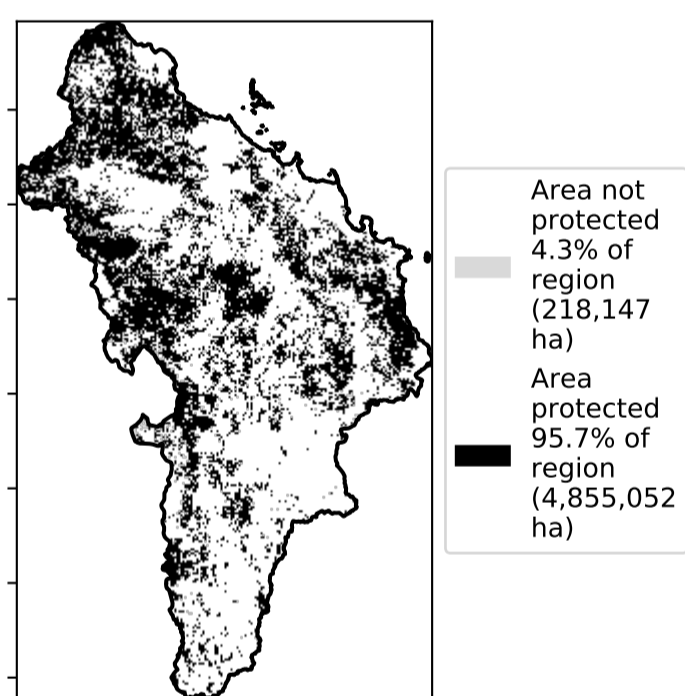 Area not
protected
4.3% of
region
(218,147
ha)
Area
protected
95.7% of
region
(4,855,052
ha)